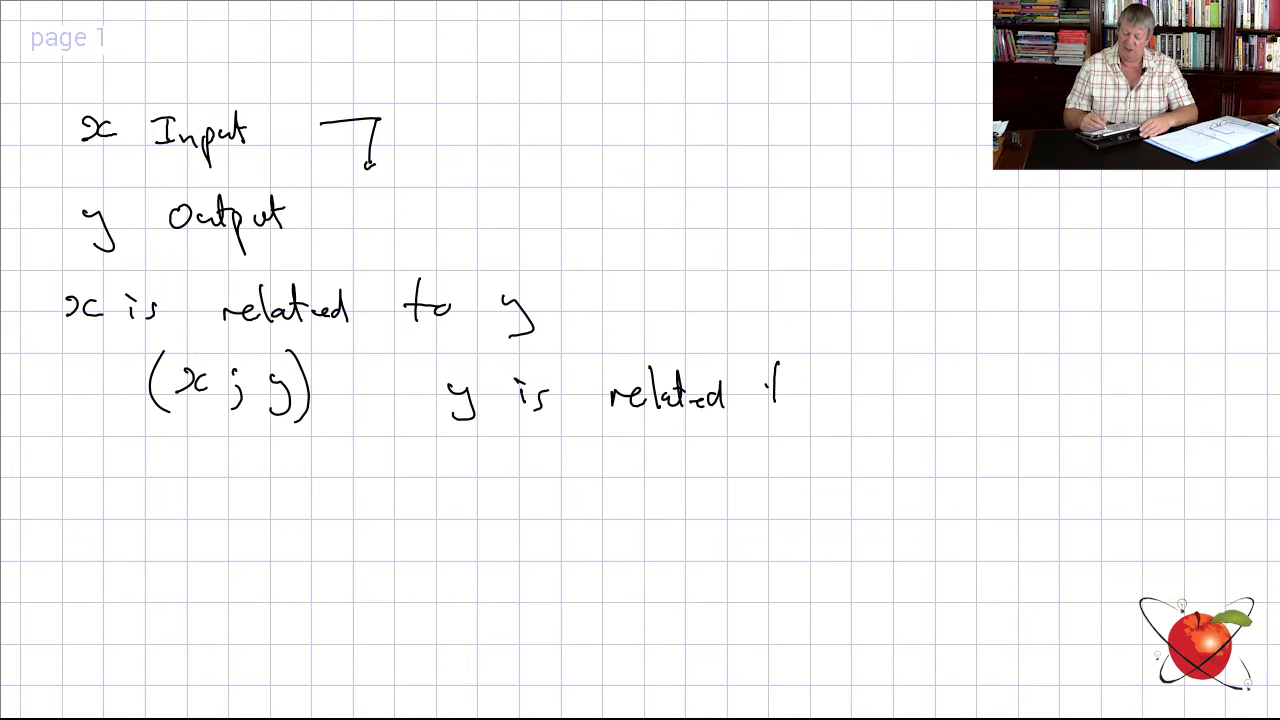 page 1
x Input
y Output
x is related to y
(x ; y) y is related